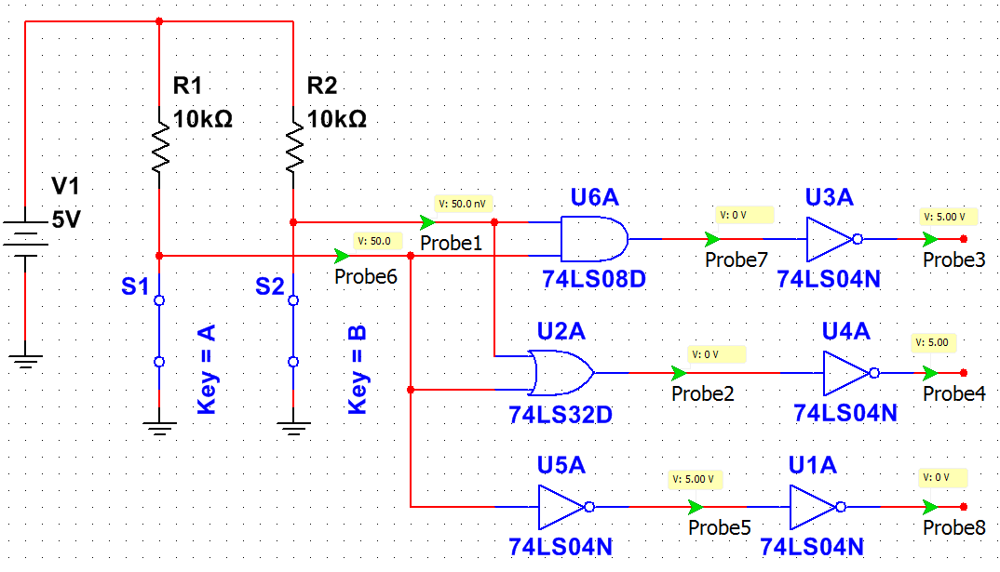 R1
10kΩ
R2
10kΩ
V1
5V
S1
Key = A
S2
Key = B
V: 50.0 nV
Probe1
V: 50.0
Probe6
U6A
74LS08D
V: 0 V
Probe7
U3A
74LS04N
V: 5.00 V
Probe3
U2A
74LS32D
V: 0 V
Probe2
U4A
74LS04N
V: 5.00
Probe4
U5A
74LS04N
V: 5.00 V
Probe5
U1A
74LS04N
V: 0 V
Probe8